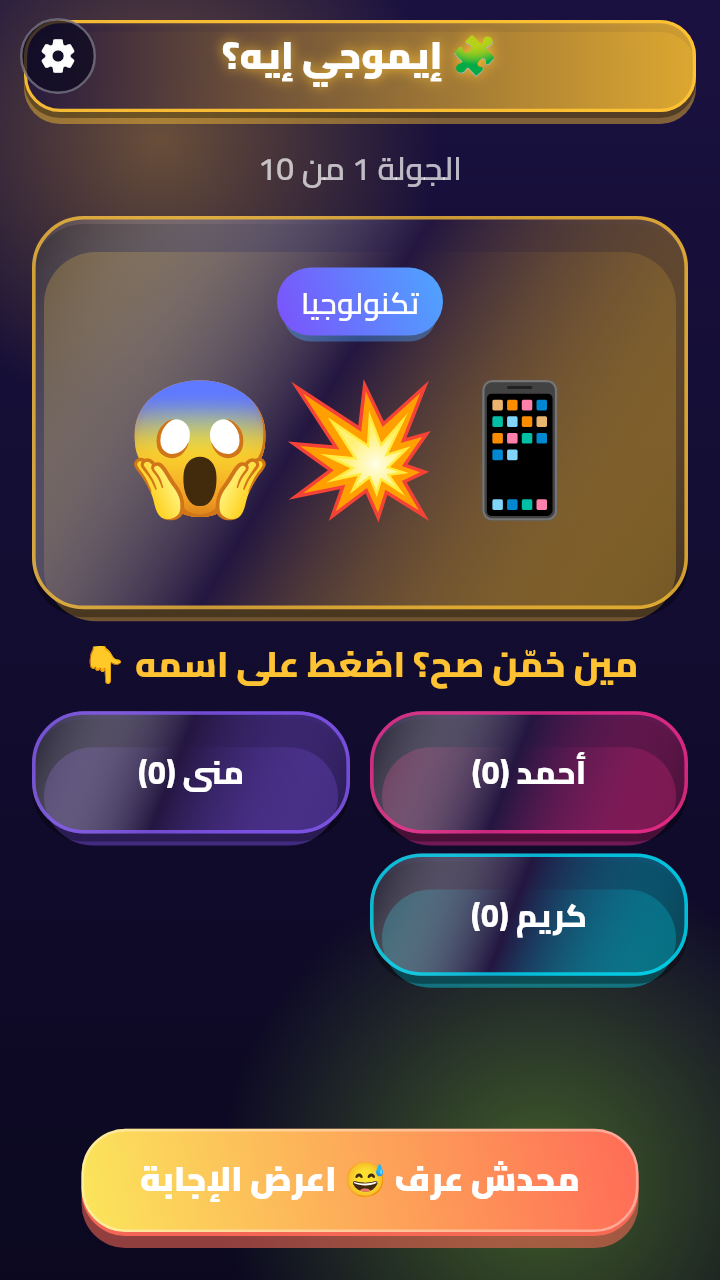 🧩 إيموجي إيه؟
الجولة 1 من 10
تكنولوجيا
📱💥😱
مين خمّن صح؟ اضغط على اسمه 👇
أحمد (0)
منى (0)
كريم (0)
محدش عرف 😅 اعرض الإجابة